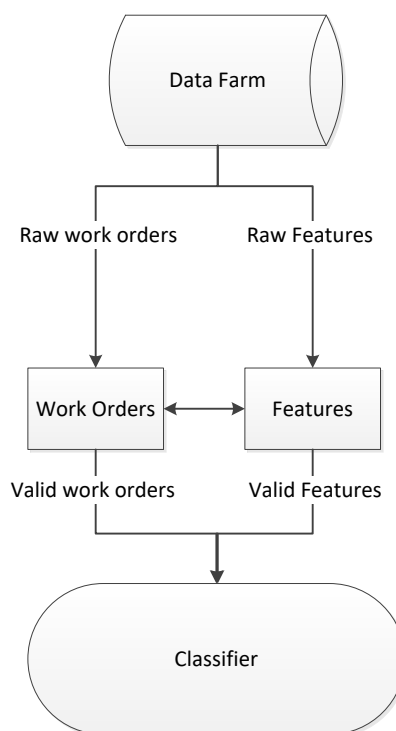 Data Farm
Raw work orders
Raw Features
Work Orders
Features
Valid work orders
Valid Features
Classifier